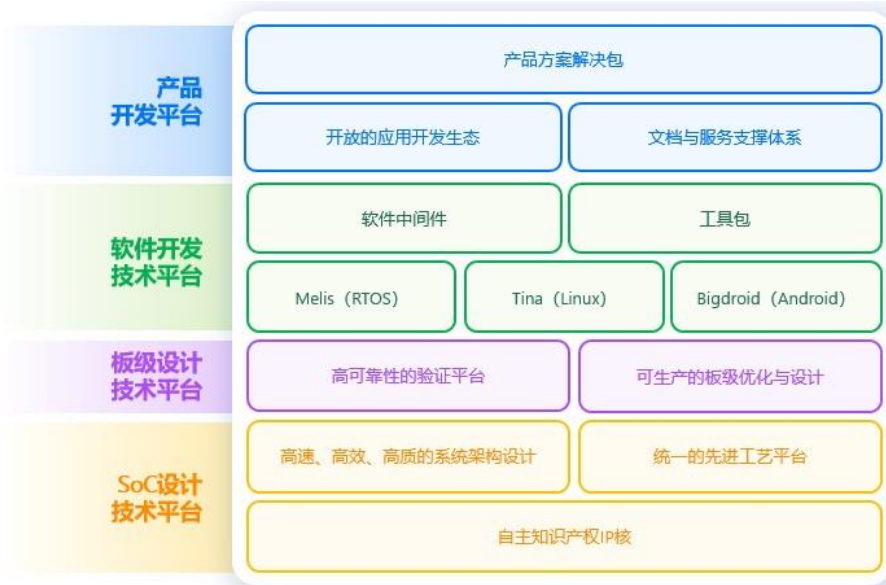 产品
开发平台
产品方案解决包
开放的应用开发生态
文档与服务支撑体系
软件开发
技术平台
软件中间件
工具包
Melis（RTOS）
Tina（Linux）
Bigdroid（Android）
板级设计
技术平台
高可靠性的验证平台
可生产的板级优化与设计
SoC设计
技术平台
高速、高效、高质的系统架构设计
统一的先进工艺平台
自主知识产权IP核